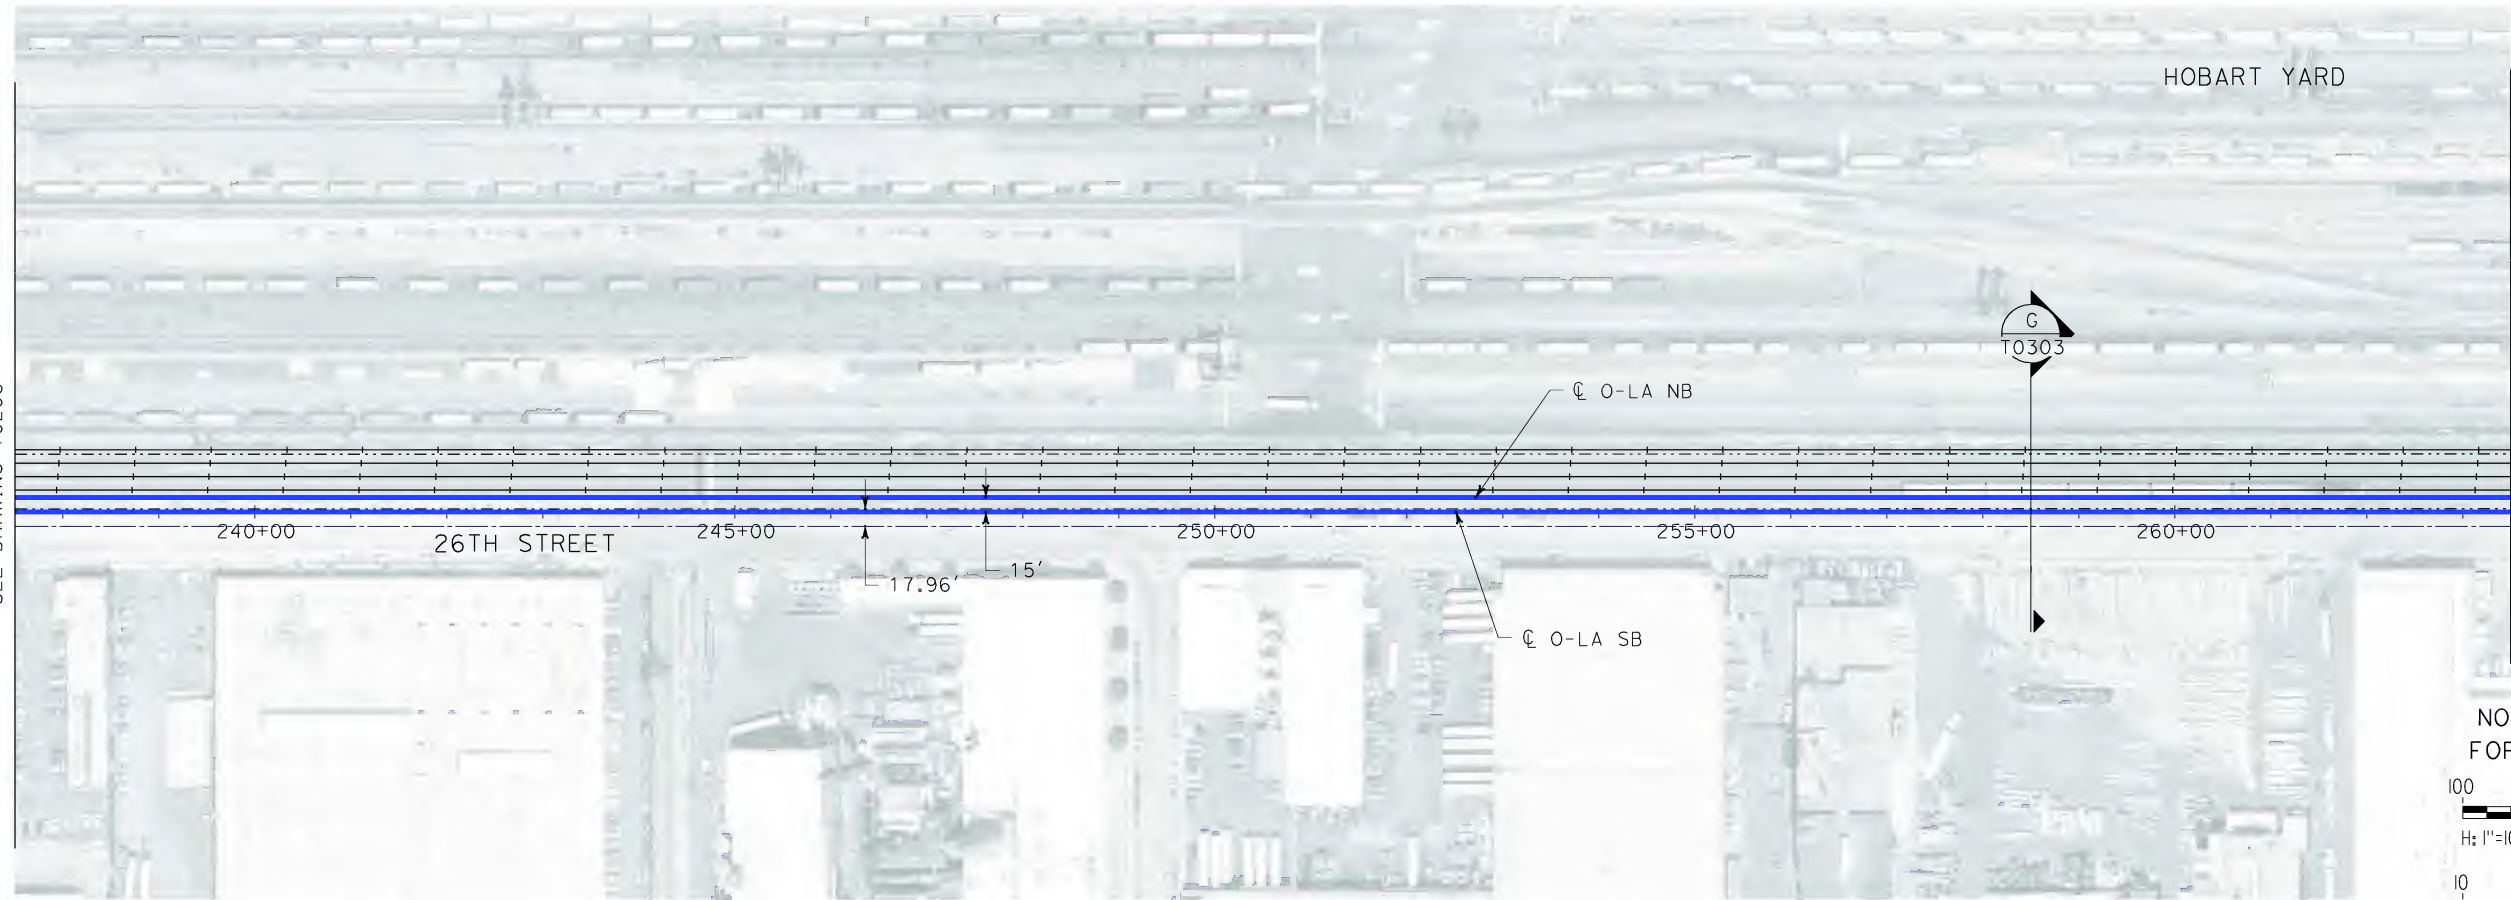 HOBART YARD
G
T0303
℄ O-LA NB
240+00
245+00
250+00
255+00
260+00
26TH STREET
15'
17.96'
℄ O-LA SB
100
10